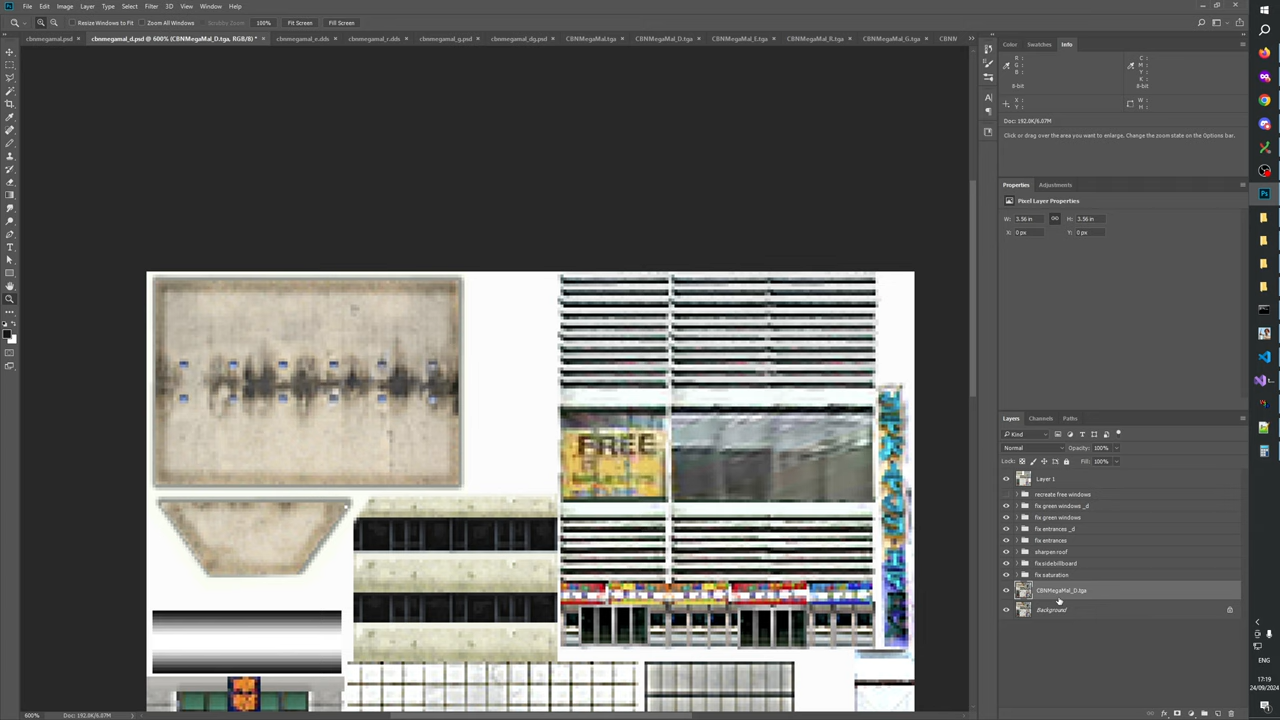 File Edit Image Layer Type Select Filter 3D View Window Help
Resize Windows to Fit Zoom All Windows Scrubby Zoom 100% Fit Screen Fill Screen
cbnmegamal.psd × cbnmegamal_d.psd @ 600% (CBNMegaMal_D.tga, RGB/8) * × cbnmegamal_e.dds × cbnmegamal_r.dds × cbnmegamal_g.psd × cbnmegamal_dg.psd × CBNMegaMal.tga × CBNMegaMal_D.tga × CBNMegaMal_E.tga × CBNMegaMal_R.tga × CBNMegaMal_G.tga × CBNM
Color Swatches Info
R : C :
G : M :
B : Y :
K :
8-bit 8-bit
X : W :
Y : H :
Doc: 192.0K/6.07M
Click or drag over the area you want to enlarge. Change the zoom state on the Options bar.
Properties Adjustments
Pixel Layer Properties
W: 3.56 in H: 3.56 in
X: 0 px Y: 0 px
FREE
Layers Channels Paths
Kind
Normal Opacity: 100%
Lock: Fill: 100%
Layer 1
recreate free windows
fix green windows _d
fix green windows
fix entrances _d
fix entrances
sharpen roof
fix side billboard
fix saturation
CBNMegaMal_D.tga
Background
ENG
17:19
24/09/2024
600% Doc: 192.0K/6.07M